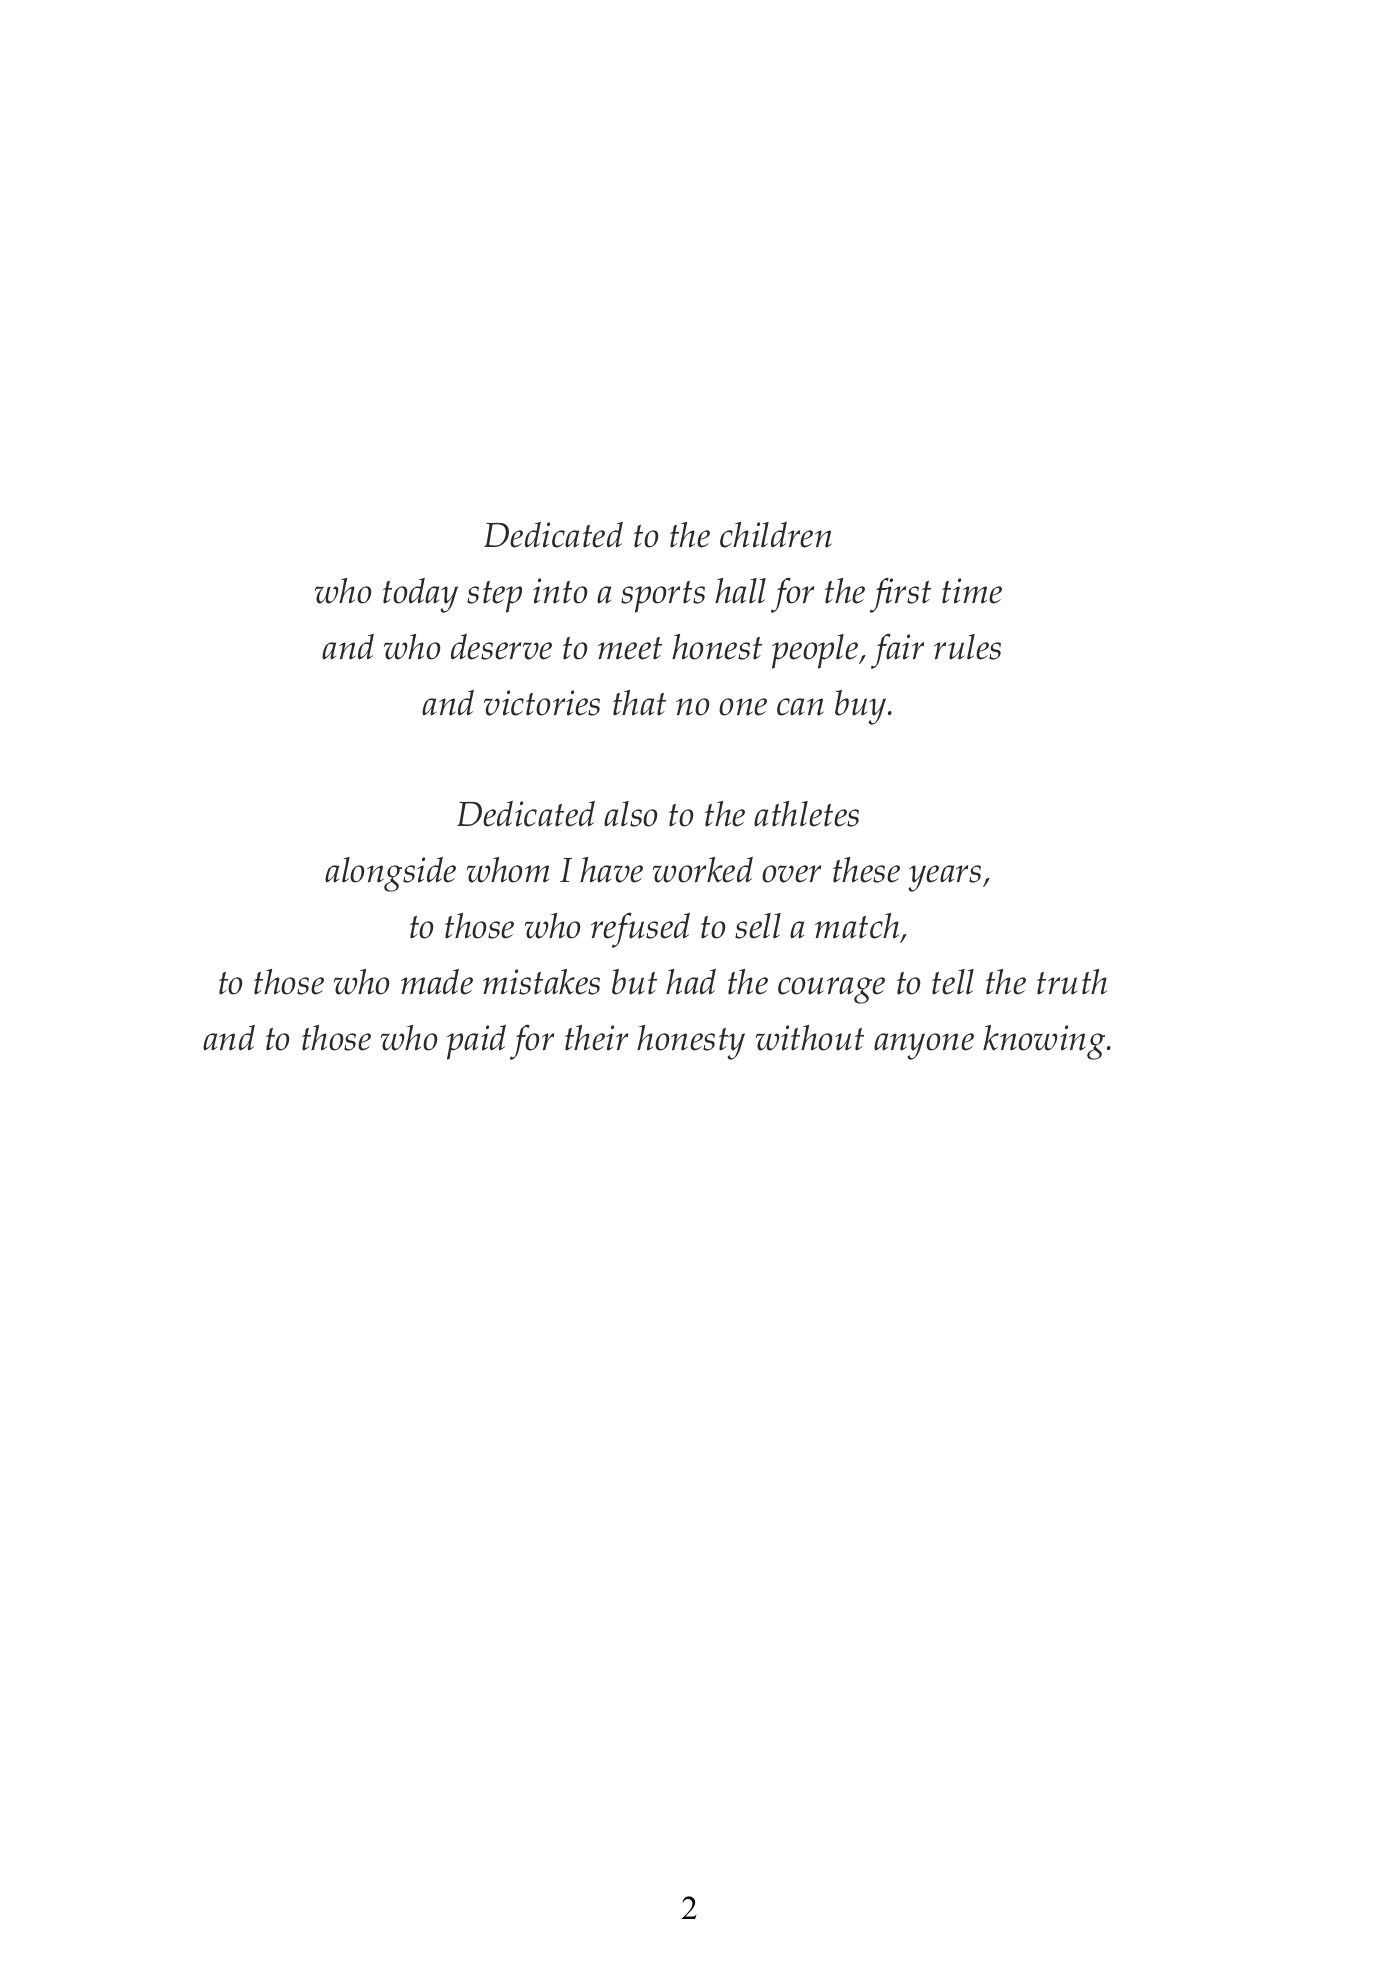 Dedicated to the children
who today step into a sports hall for the first time
and who deserve to meet honest people, fair rules
and victories that no one can buy.
Dedicated also to the athletes
alongside whom I have worked over these years,
to those who refused to sell a match,
to those who made mistakes but had the courage to tell the truth
and to those who paid for their honesty without anyone knowing.
2